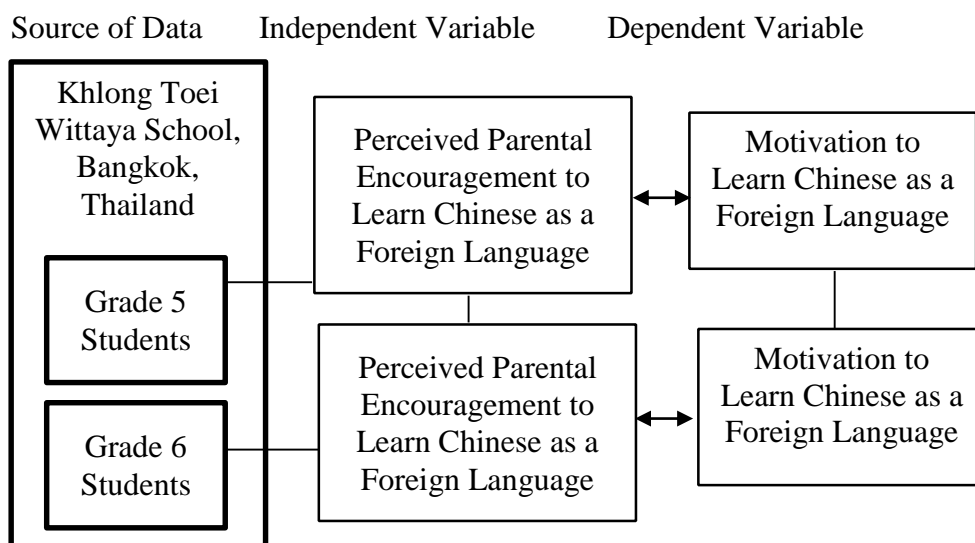 Source of Data
Independent Variable
Dependent Variable
Khlong Toei
Wittaya School,
Bangkok,
Thailand
Grade 5
Students
Grade 6
Students
Perceived Parental
Encouragement to
Learn Chinese as a
Foreign Language
Motivation to
Learn Chinese as a
Foreign Language
Perceived Parental
Encouragement to
Learn Chinese as a
Foreign Language
Motivation to
Learn Chinese as a
Foreign Language